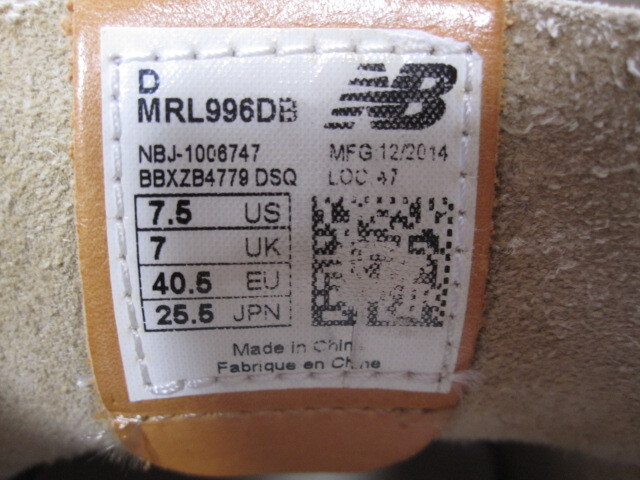 D
MRL996DB
NB
NBJ-1006747
MFG 12/2014
BBXZB4779 DSQ
LOC 47
7.5 US
7 UK
40.5 EU
25.5 JPN
Made in China
Fabrique en Chine